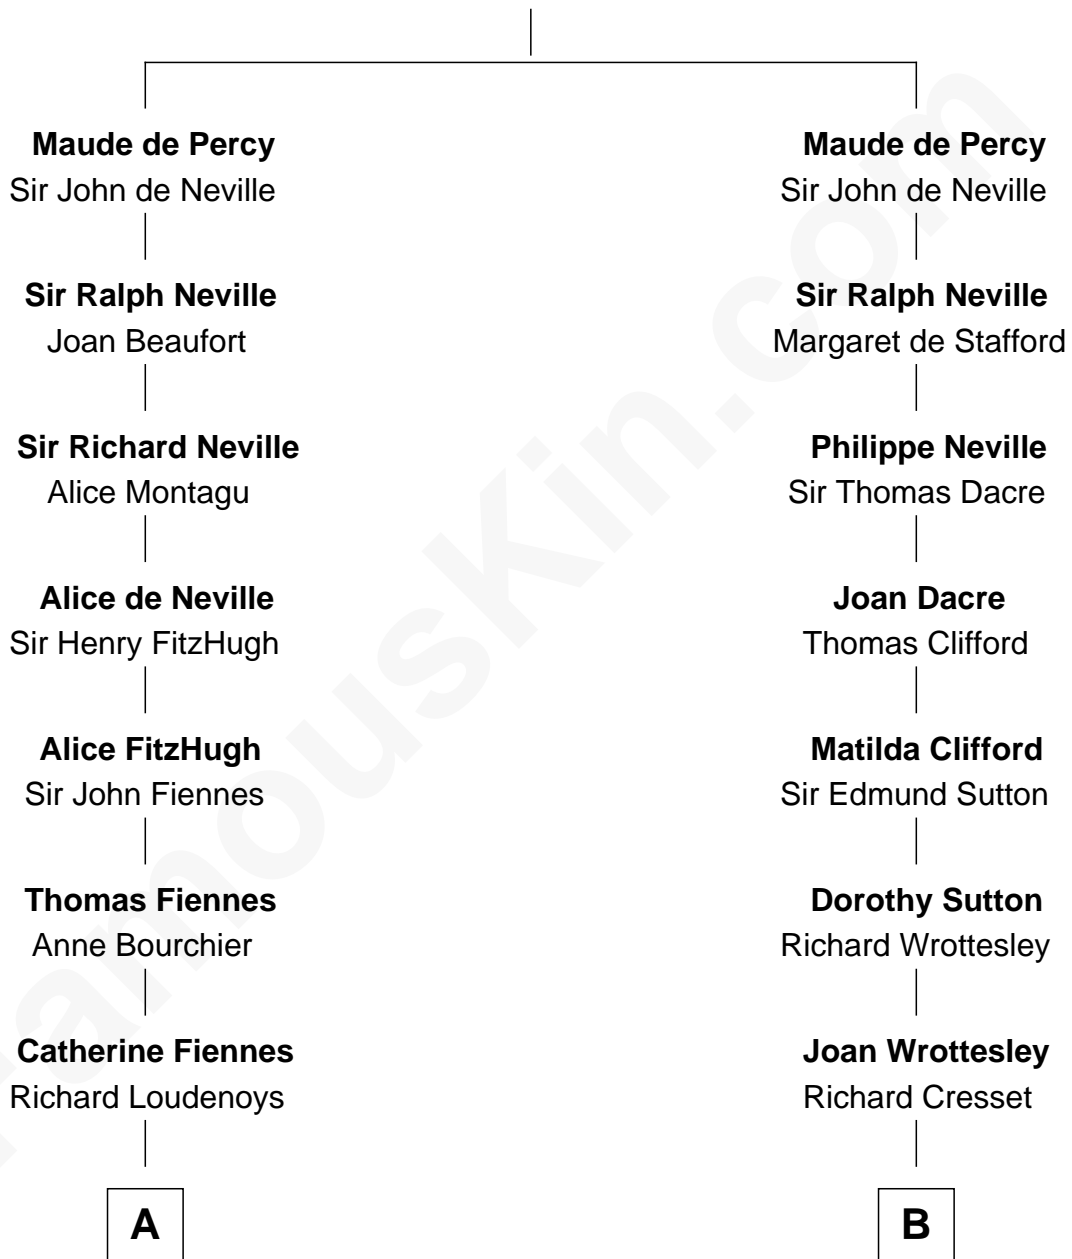 Maude de Percy
Sir John de Neville
Sir Ralph Neville
Joan Beaufort
Sir Richard Neville
Alice Montagu
Alice de Neville
Sir Henry FitzHugh
Alice FitzHugh
Sir John Fiennes
Thomas Fiennes
Anne Bourchier
Catherine Fiennes
Richard Loudenoys
A
Maude de Percy
Sir John de Neville
Sir Ralph Neville
Margaret de Stafford
Philippe Neville
Sir Thomas Dacre
Joan Dacre
Thomas Clifford
Matilda Clifford
Sir Edmund Sutton
Dorothy Sutton
Richard Wrottesley
Joan Wrottesley
Richard Cresset
B
FamousKin.com